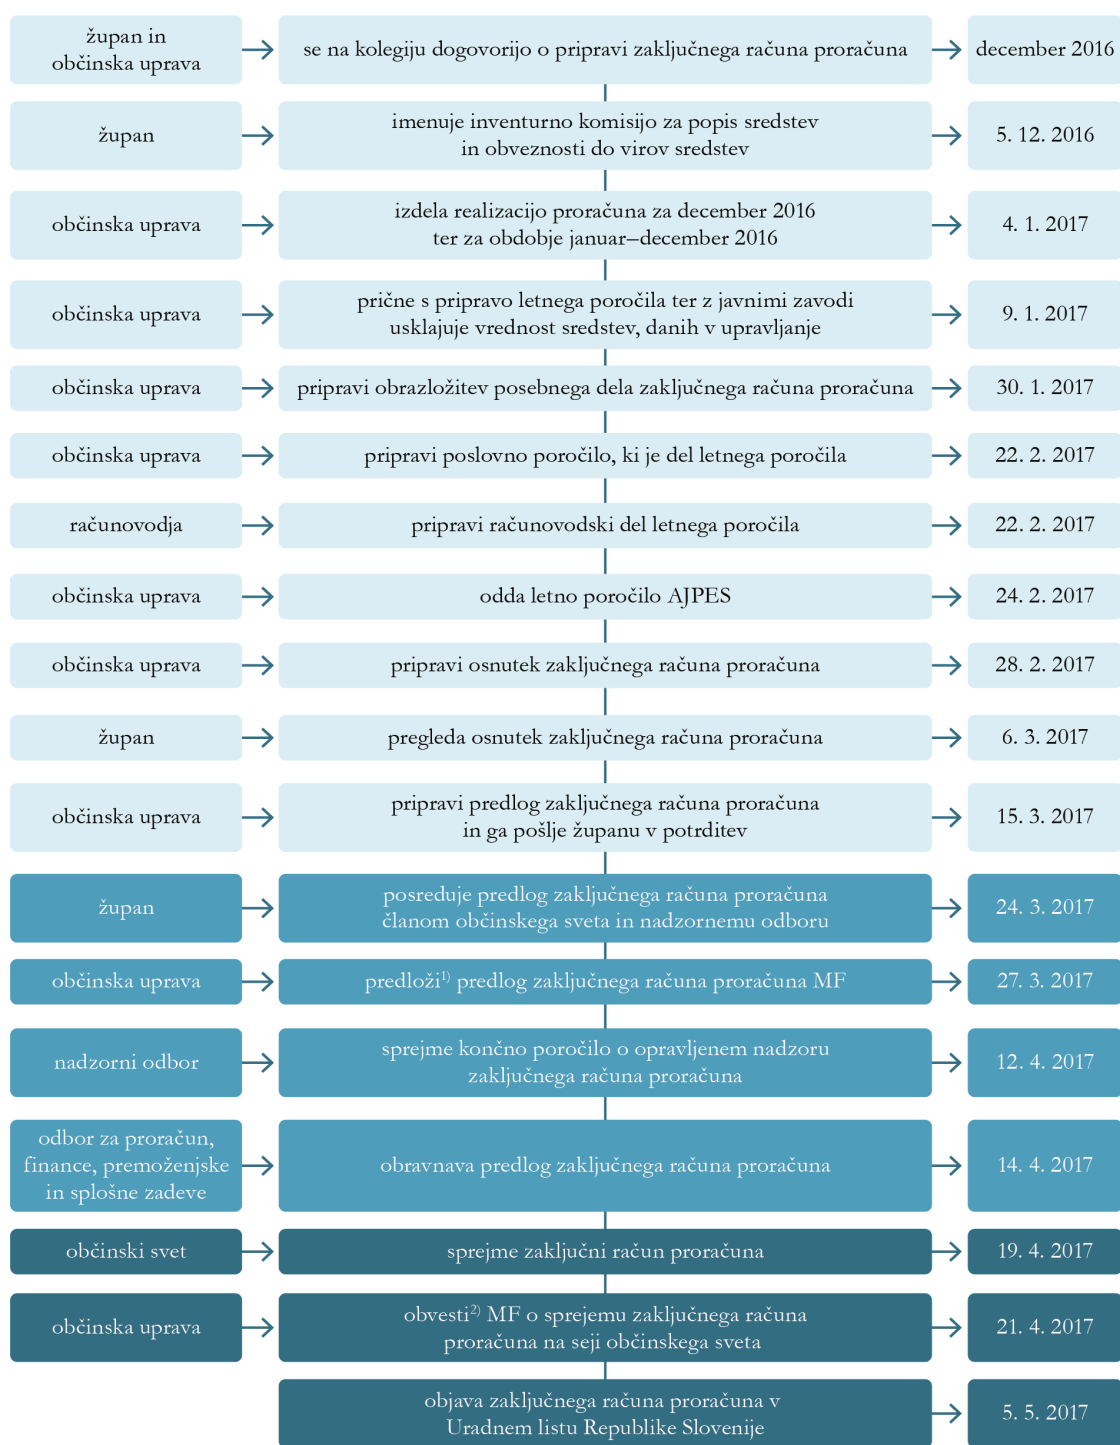 župan in
občinska uprava
se na kolegiju dogovorijo o pripravi zaključnega računa proračuna
december 2016
župan
imenuje inventurno komisijo za popis sredstev
in obveznosti do virov sredstev
5. 12. 2016
občinska uprava
izdela realizacijo proračuna za december 2016
ter za obdobje januar–december 2016
4. 1. 2017
občinska uprava
prične s pripravo letnega poročila ter z javnimi zavodi
usklajuje vrednost sredstev, danih v upravljanje
9. 1. 2017
občinska uprava
pripravi obrazložitev posebnega dela zaključnega računa proračuna
30. 1. 2017
občinska uprava
pripravi poslovno poročilo, ki je del letnega poročila
22. 2. 2017
računovodja
pripravi računovodski del letnega poročila
22. 2. 2017
občinska uprava
odda letno poročilo AJPES
24. 2. 2017
občinska uprava
pripravi osnutek zaključnega računa proračuna
28. 2. 2017
župan
pregleda osnutek zaključnega računa proračuna
6. 3. 2017
občinska uprava
pripravi predlog zaključnega računa proračuna
in ga pošlje županu v potrditev
15. 3. 2017
župan
posreduje predlog zaključnega računa proračuna
članom občinskega sveta in nadzornemu odboru
24. 3. 2017
občinska uprava
predloži¹⁾ predlog zaključnega računa proračuna MF
27. 3. 2017
nadzorni odbor
sprejme končno poročilo o opravljenem nadzoru
zaključnega računa proračuna
12. 4. 2017
odbor za proračun,
finance, premoženjske
in splošne zadeve
obravnava predlog zaključnega računa proračuna
14. 4. 2017
občinski svet
sprejme zaključni račun proračuna
19. 4. 2017
občinska uprava
obvesti²⁾ MF o sprejemu zaključnega računa
proračuna na seji občinskega sveta
21. 4. 2017
objava zaključnega računa proračuna v
Uradnem listu Republike Slovenije
5. 5. 2017